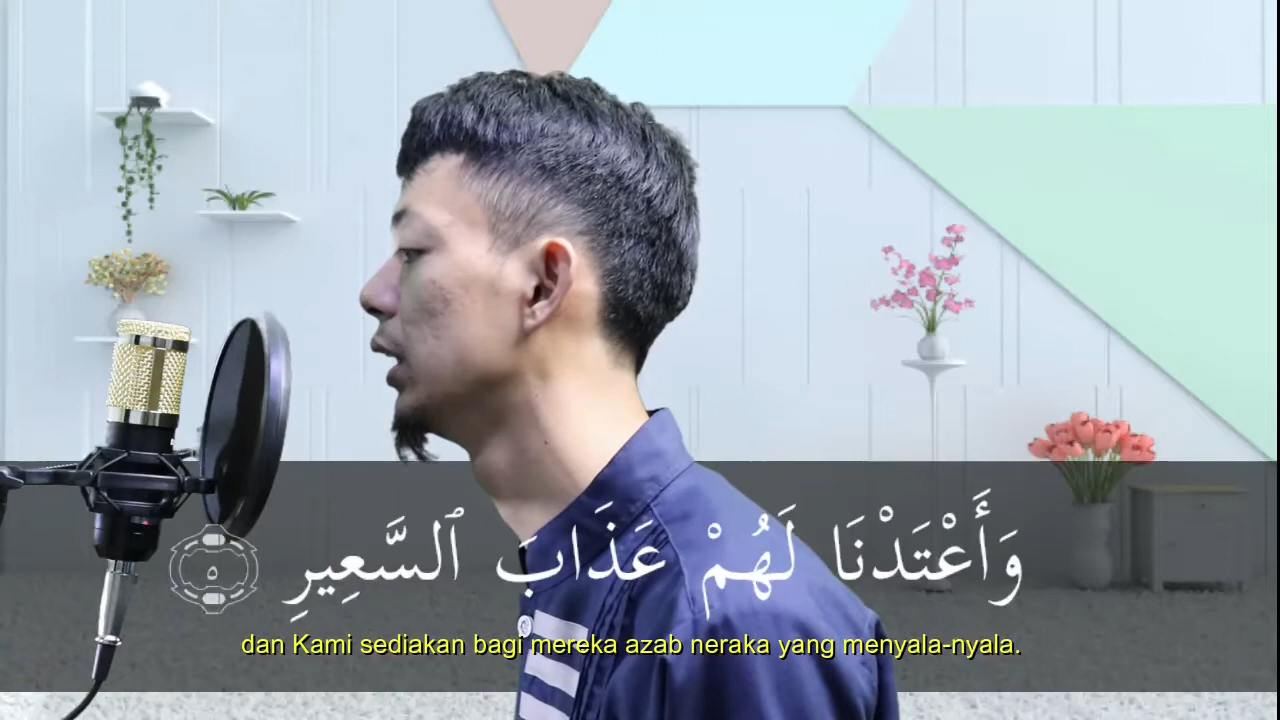 وَأَعْتَدْنَا لَهُمْ عَذَابَ ٱلسَّعِيرِ ٥
dan Kami sediakan bagi mereka azab neraka yang menyala-nyala.